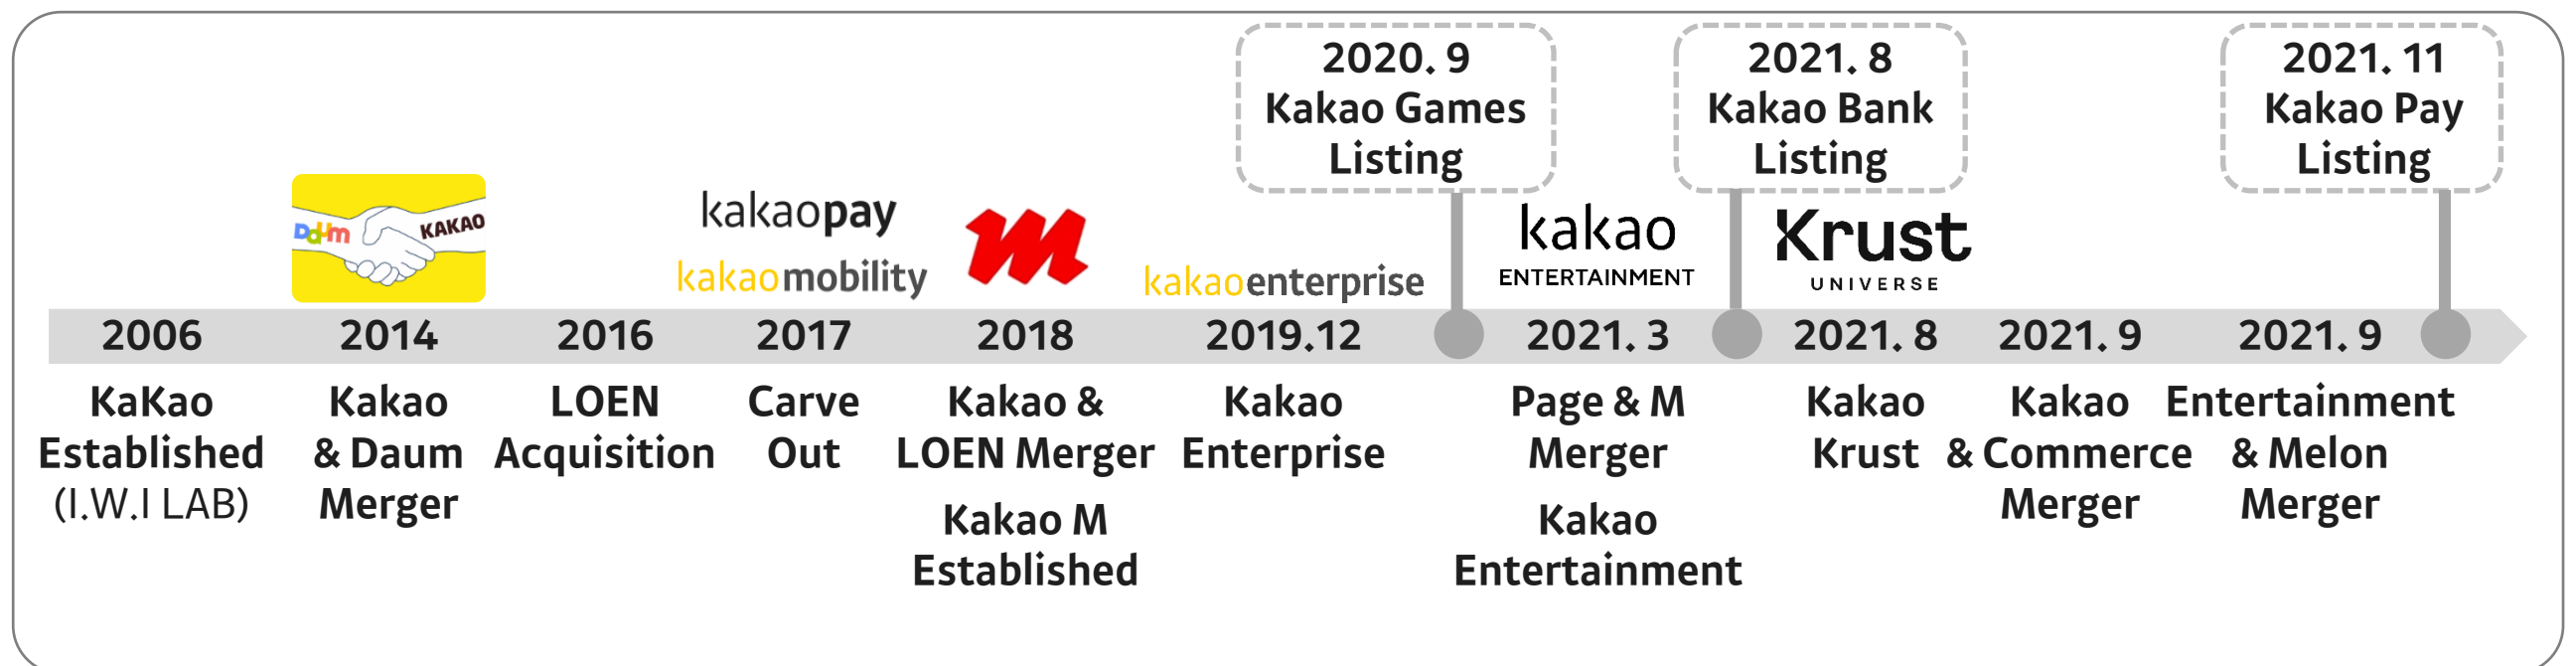 2020. 9
Kakao Games
Listing
2021. 8
Kakao Bank
Listing
2021. 11
Kakao Pay
Listing
Daum
KAKAO
kakaopay
kakaomobility
kakaoenterprise
kakao
ENTERTAINMENT
Krust
UNIVERSE
2006
KaKao
Established
(I.W.I LAB)
2014
Kakao
& Daum
Merger
2016
LOEN
Acquisition
2017
Carve
Out
2018
Kakao &
LOEN Merger
Kakao M
Established
2019.12
Kakao
Enterprise
2021. 3
Page & M
Merger
Kakao
Entertainment
2021. 8
Kakao
Krust
2021. 9
Kakao
& Commerce
Merger
2021. 9
Entertainment
& Melon
Merger